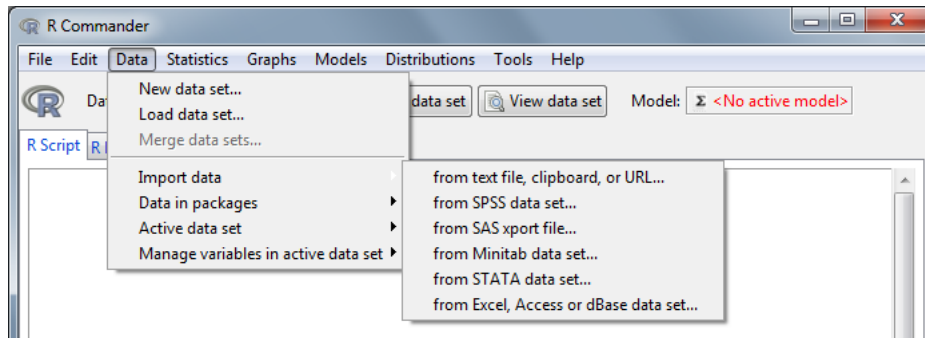 R Commander
File Edit Data Statistics Graphs Models Distributions Tools Help
New data set...
Load data set...
Merge data sets...
Import data
Data in packages
Active data set
Manage variables in active data set
R Da data set View data set Model: Σ <No active model>
R Script R
from text file, clipboard, or URL...
from SPSS data set...
from SAS xport file...
from Minitab data set...
from STATA data set...
from Excel, Access or dBase data set...